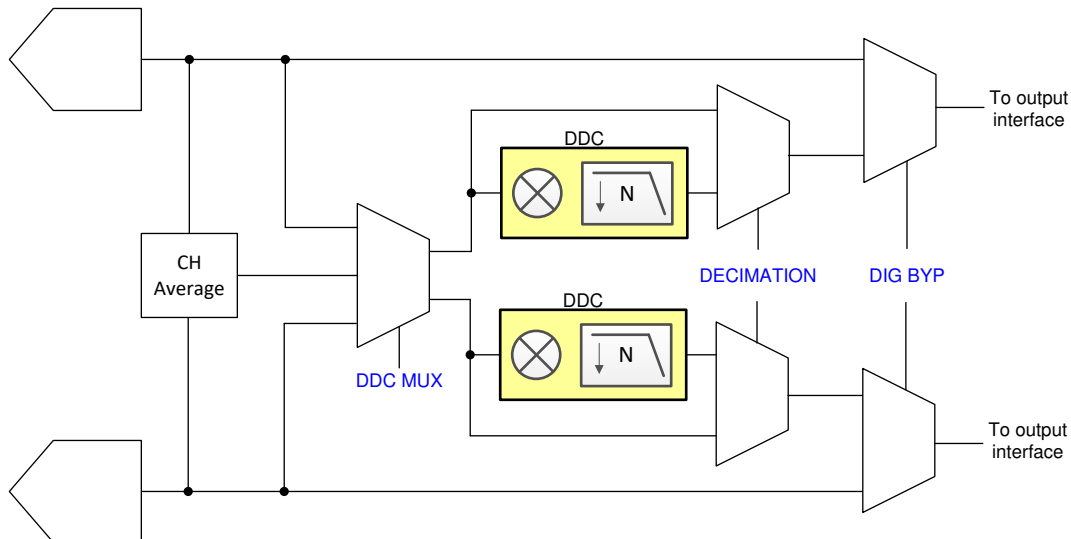 To output
interface
DDC
N
CH
Average
DECIMATION
DIG BYP
DDC
N
DDC MUX
To output
interface